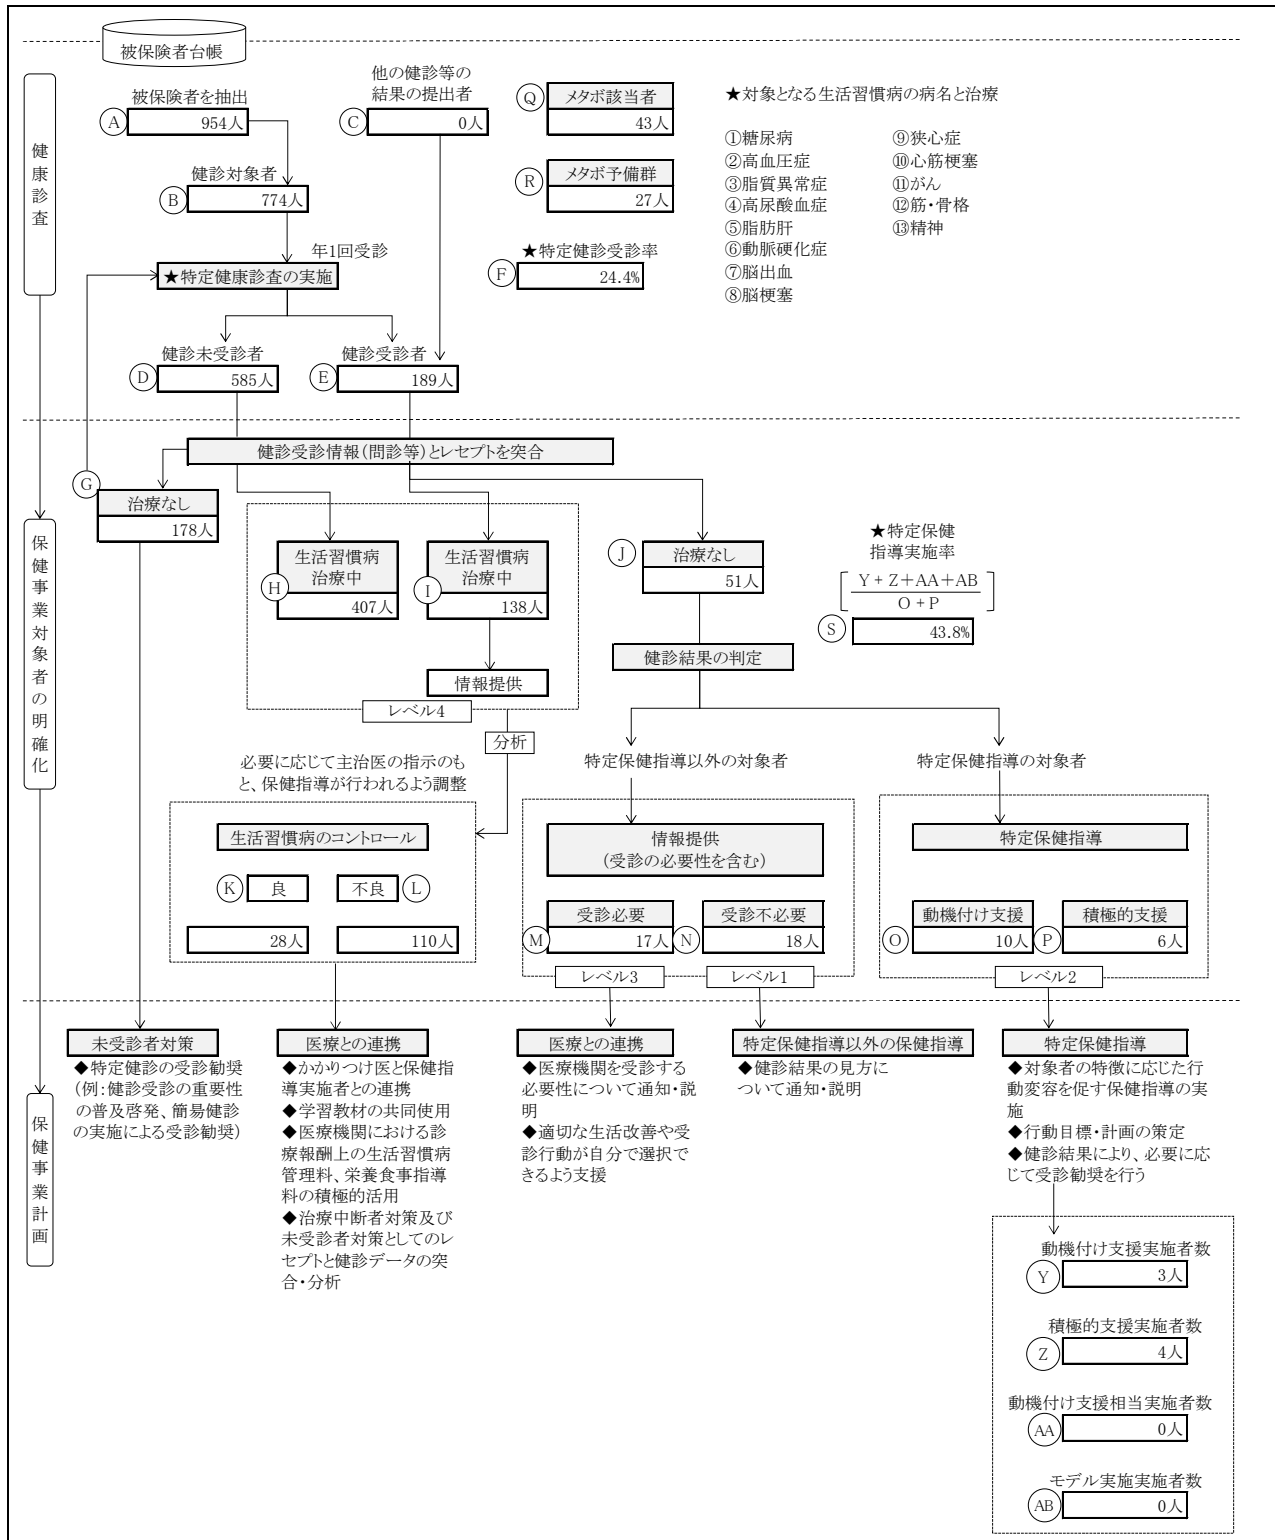 被保険者台帳
健康診査
被保険者を抽出
A
954人
他の健診等の
結果の提出者
C
0人
Q
メタボ該当者
43人
★対象となる生活習慣病の病名と治療
①糖尿病
②高血圧症
③脂質異常症
④高尿酸血症
⑤脂肪肝
⑥動脈硬化症
⑦脳出血
⑧脳梗塞
⑨狭心症
⑩心筋梗塞
⑪がん
⑫筋・骨格
⑬精神
健診対象者
B
774人
R
メタボ予備群
27人
年1回受診
★特定健康診査の実施
★特定健診受診率
F
24.4%
健診未受診者
D
585人
健診受診者
E
189人
保健事業対象者の明確化
健診受診情報(問診等)とレセプトを突合
G
治療なし
178人
生活習慣病
治療中
H
407人
生活習慣病
治療中
I
138人
情報提供
レベル4
J
治療なし
51人
★特定保健
指導実施率
Y + Z+AA+AB
O + P
S
43.8%
健診結果の判定
分析
必要に応じて主治医の指示のも
と、保健指導が行われるよう調整
特定保健指導以外の対象者
特定保健指導の対象者
生活習慣病のコントロール
K
良
不良
L
28人
110人
情報提供
(受診の必要性を含む)
受診必要
M
17人
受診不必要
N
18人
レベル3
レベル1
特定保健指導
動機付け支援
O
10人
積極的支援
P
6人
レベル2
保健事業計画
未受診者対策
◆特定健診の受診勧奨
(例:健診受診の重要性
の普及啓発、簡易健診
の実施による受診勧奨)
医療との連携
◆かかりつけ医と保健指
導実施者との連携
◆学習教材の共同使用
◆医療機関における診
療報酬上の生活習慣病
管理料、栄養食事指導
料の積極的活用
◆治療中断者対策及び
未受診者対策としてのレ
セプトと健診データの突
合・分析
医療との連携
◆医療機関を受診する
必要性について通知・説
明
◆適切な生活改善や受
診行動が自分で選択で
きるよう支援
特定保健指導以外の保健指導
◆健診結果の見方に
ついて通知・説明
特定保健指導
◆対象者の特徴に応じた行
動変容を促す保健指導の実
施
◆行動目標・計画の策定
◆健診結果により、必要に応
じて受診勧奨を行う
動機付け支援実施者数
Y
3人
積極的支援実施者数
Z
4人
動機付け支援相当実施者数
AA
0人
モデル実施実施者数
AB
0人